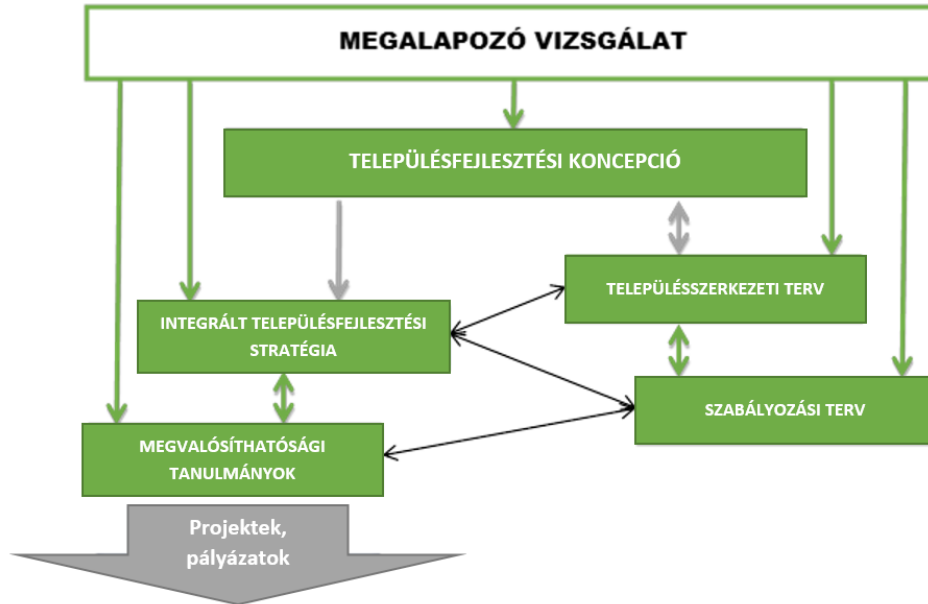 MEGALAPOZÓ VIZSGÁLAT
TELEPÜLÉSFEJLESZTÉSI KONCEPCIÓ
TELEPÜLÉSSZERKEZETI TERV
INTEGRÁLT TELEPÜLÉSFEJLESZTÉSI
STRATÉGIA
SZABÁLYOZÁSI TERV
MEGVALÓSÍTHATÓSÁGI
TANULMÁNYOK
Projektek,
pályázatok